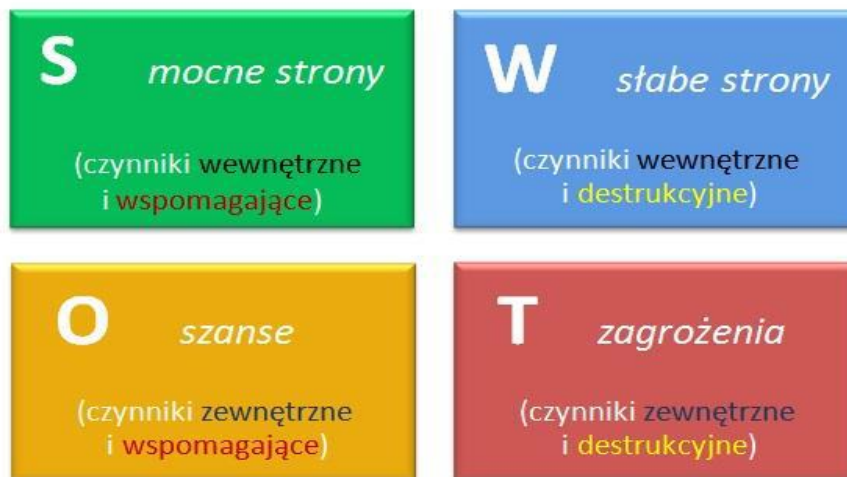 S mocne strony
(czynniki wewnętrzne
i wspomagające)
W słabe strony
(czynniki wewnętrzne
i destrukcyjne)
O szanse
(czynniki zewnętrzne
i wspomagające)
T zagrożenia
(czynniki zewnętrzne
i destrukcyjne)